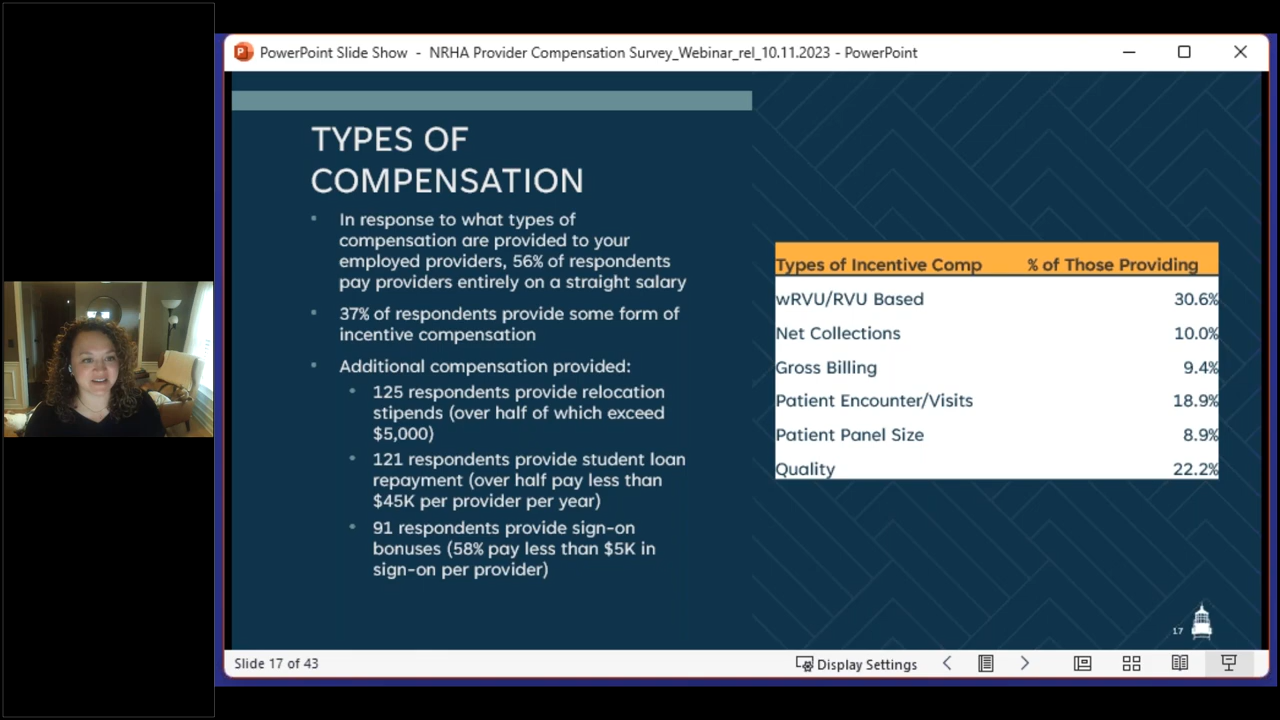 PowerPoint Slide Show - NRHA Provider Compensation Survey_Webinar_rel_10.11.2023 - PowerPoint
TYPES OF
COMPENSATION
In response to what types of
compensation are provided to your
employed providers, 56% of respondents
pay providers entirely on a straight salary
37% of respondents provide some form of
incentive compensation
Additional compensation provided:
125 respondents provide relocation
stipends (over half of which exceed
$5,000)
121 respondents provide student loan
repayment (over half pay less than
$45K per provider per year)
91 respondents provide sign-on
bonuses (58% pay less than $5K in
sign-on per provider)
Types of Incentive Comp % of Those Providing
wRVU/RVU Based 30.6%
Net Collections 10.0%
Gross Billing 9.4%
Patient Encounter/Visits 18.9%
Patient Panel Size 8.9%
Quality 22.2%
17
Slide 17 of 43
Display Settings